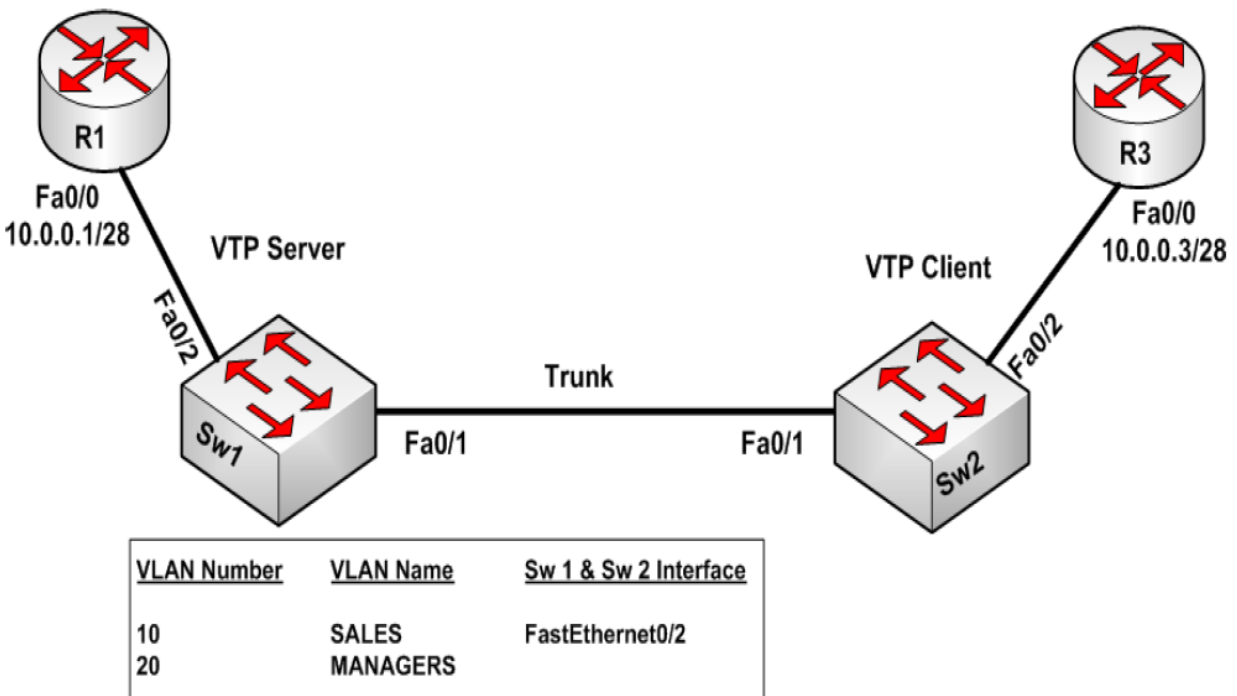 R1
R3
Fa0/0
10.0.0.1/28
Fa0/0
10.0.0.3/28
VTP Server
VTP Client
Fa0/2
Fa0/2
Trunk
Sw1
Fa0/1
Fa0/1
Sw2
VLAN Number VLAN Name Sw 1 & Sw 2 Interface
10 SALES FastEthernet0/2
20 MANAGERS